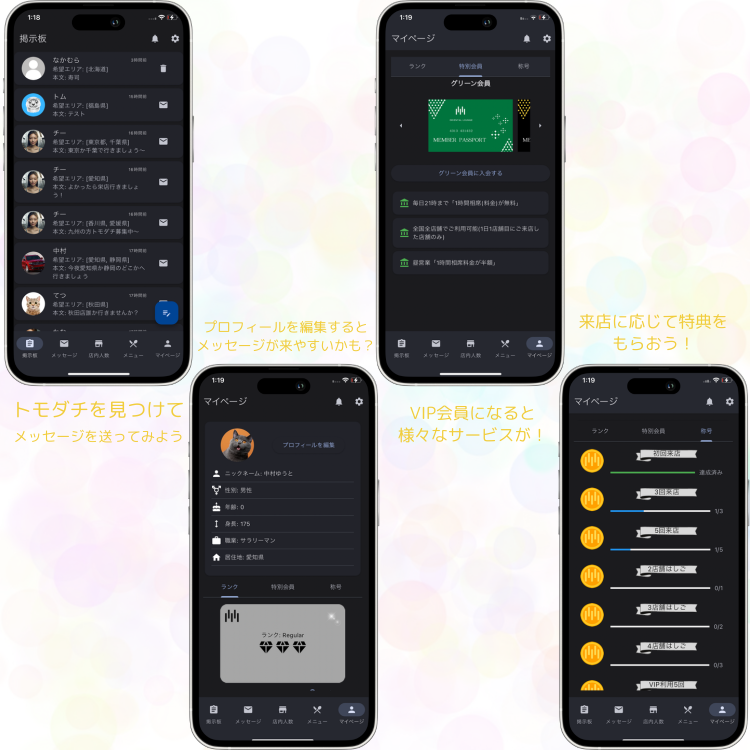 1:18
掲示板
なかむら
2時間前
希望エリア: [北海道]
本文: 寿司
トム
15時間前
希望エリア: [福島県]
本文: テスト
チー
希望エリア: [東京都, 千葉県]
本文: 東京か千葉で行きましょう〜
チー
希望エリア: [愛知県]
本文: よかったら来店行きましょ
う!
チー
希望エリア: [香川県, 愛媛県]
本文: 九州の方トモダチ募集中〜
中村
17時間前
希望エリア: [愛知県, 静岡県]
本文: 今夜愛知県か静岡のどこかへ
行きましょう
てつ
17時間前
希望エリア: [秋田県]
本文: 秋田店誰か行きませんか?
掲示板
メッセージ
店内人数
メニュー
マイページ
トモダチを見つけて
メッセージを送ってみよう
1:19
マイページ
ランク
特別会員
称号
グリーン会員
MEMBER PASSPORT
グリーン会員に入会する
毎日21時まで「1時間相席(料金)が無料」
全国全店舗でご利用可能(1日1店舗目にご来店し
た店舗のみ)
昼営業「1時間相席料金が半額」
掲示板
メッセージ
店内人数
メニュー
マイページ
VIP会員になると
様々なサービスが!
プロフィールを編集すると
メッセージが来やすいかも?
1:19
マイページ
プロフィールを編集
ニックネーム: 中村ゆうと
性別: 男性
年齢: 0
身長: 175
職業: サラリーマン
居住地: 愛知県
ランク
特別会員
称号
ランク: Regular
掲示板
メッセージ
店内人数
メニュー
マイページ
来店に応じて特典を
もらおう!
1:19
マイページ
ランク
特別会員
称号
初回来店
達成済み
3回来店
1/3
5回来店
1/5
2店舗はしご
0/1
3店舗はしご
0/2
4店舗はしご
0/3
VIP利用5回
掲示板
メッセージ
店内人数
メニュー
マイページ